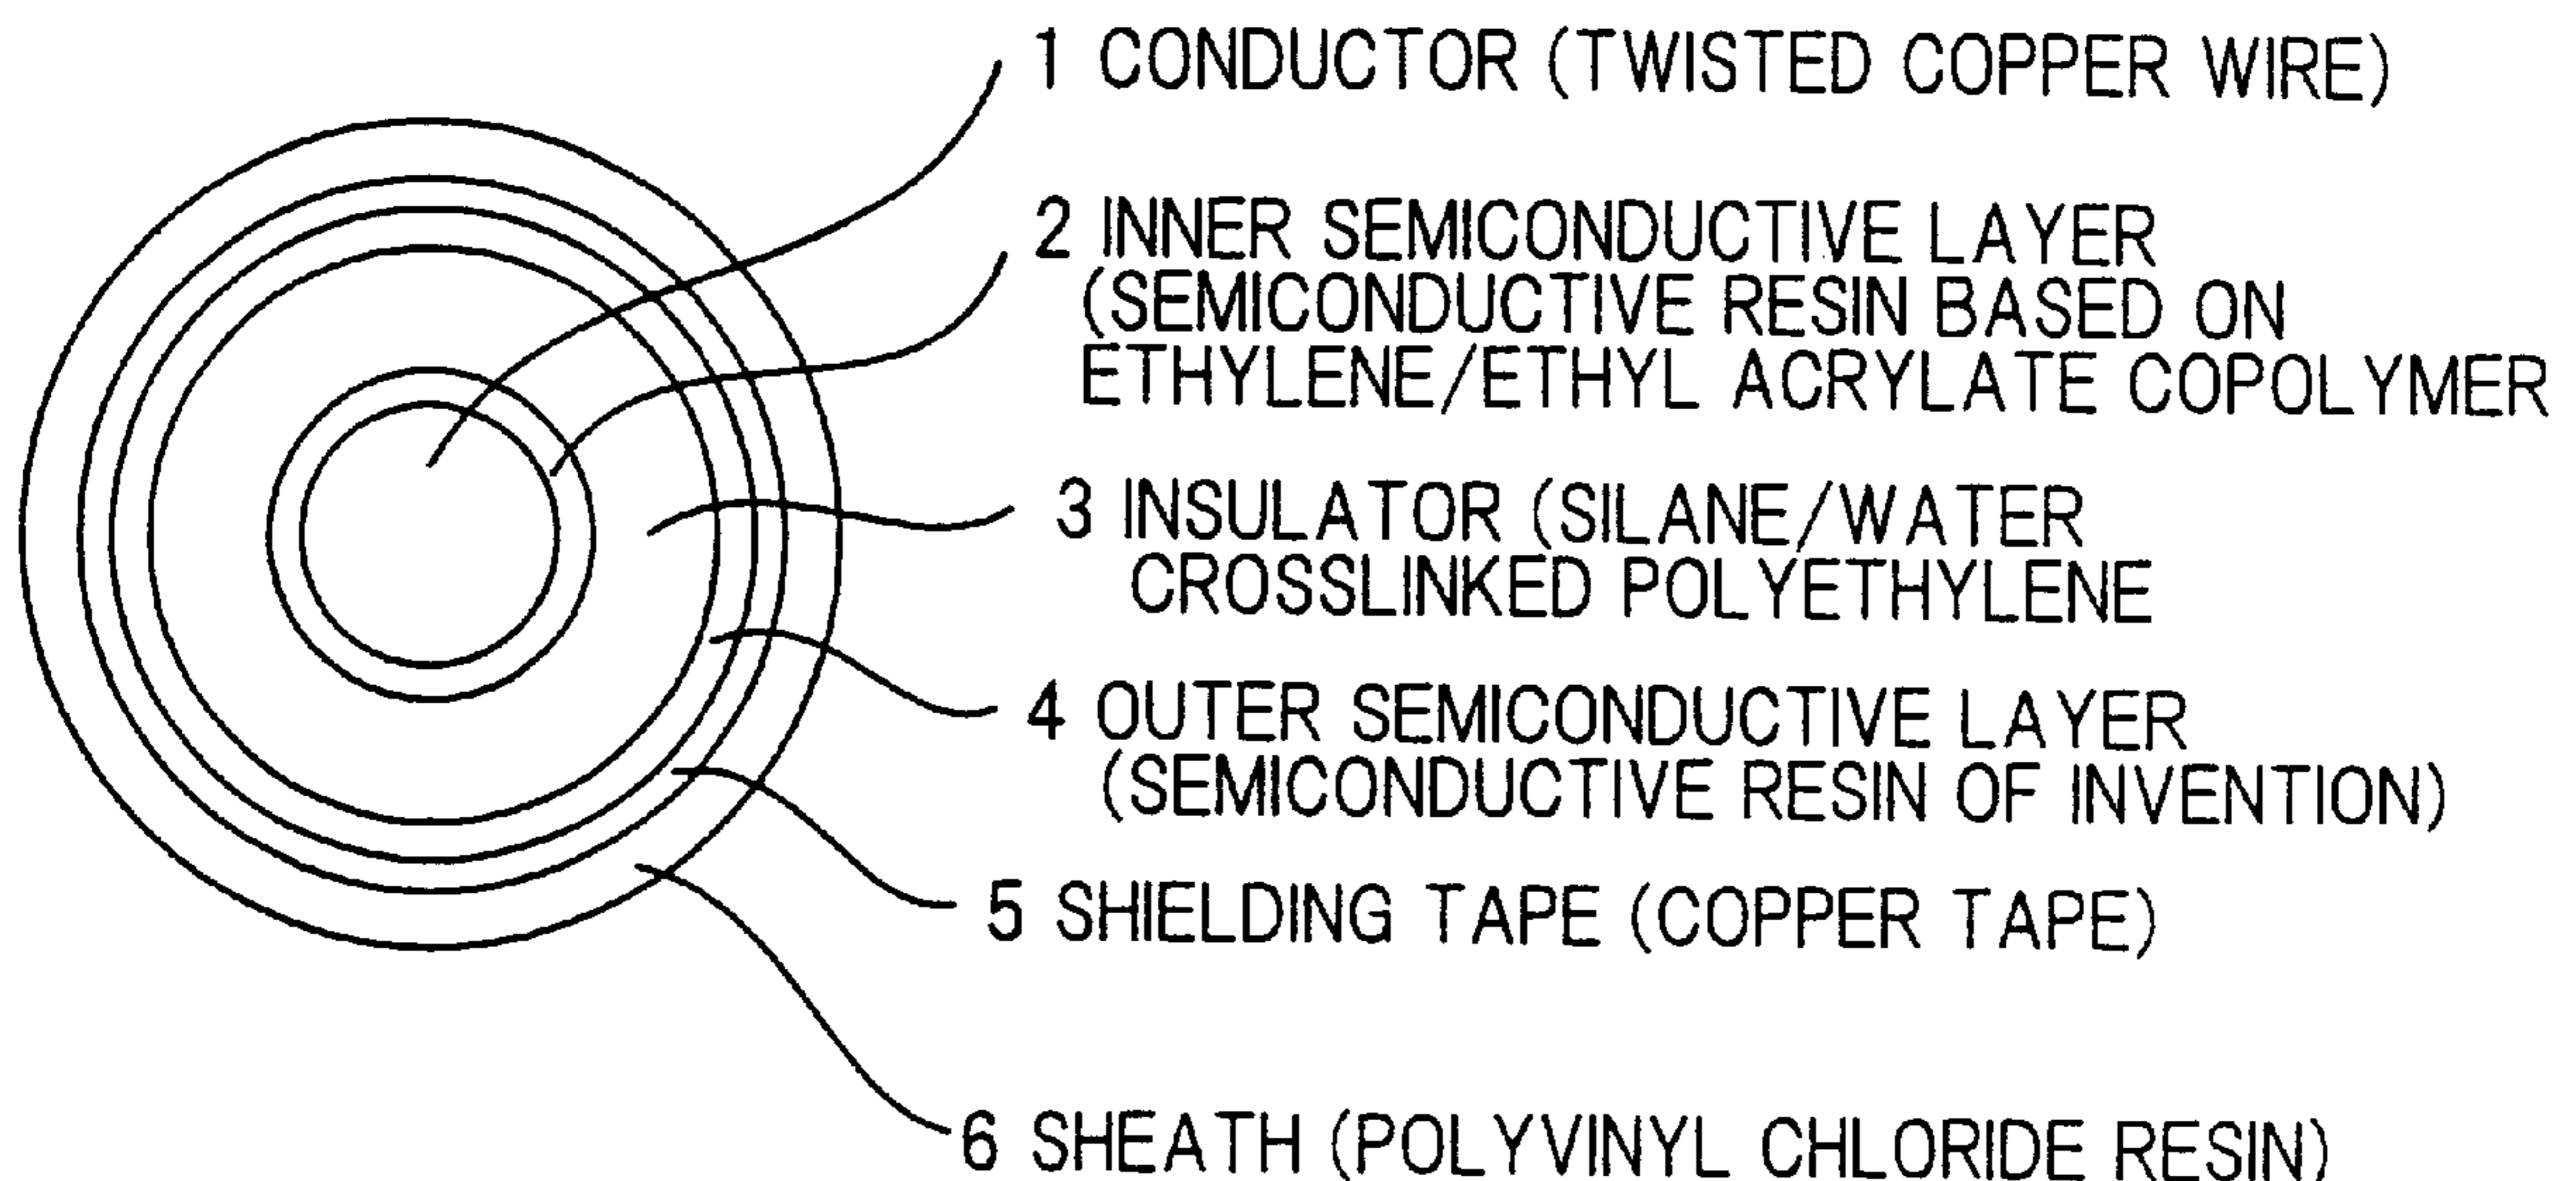 1 CONDUCTOR (TWISTED COPPER WIRE)
2 INNER SEMICONDUCTIVE LAYER
(SEMICONDUCTIVE RESIN BASED ON
ETHYLENE/ETHYL ACRYLATE COPOLYMER
3 INSULATOR (SILANE/WATER
CROSSLINKED POLYETHYLENE
4 OUTER SEMICONDUCTIVE LAYER
(SEMICONDUCTIVE RESIN OF INVENTION)
5 SHIELDING TAPE (COPPER TAPE)
6 SHEATH (POLYVINYL CHLORIDE RESIN)